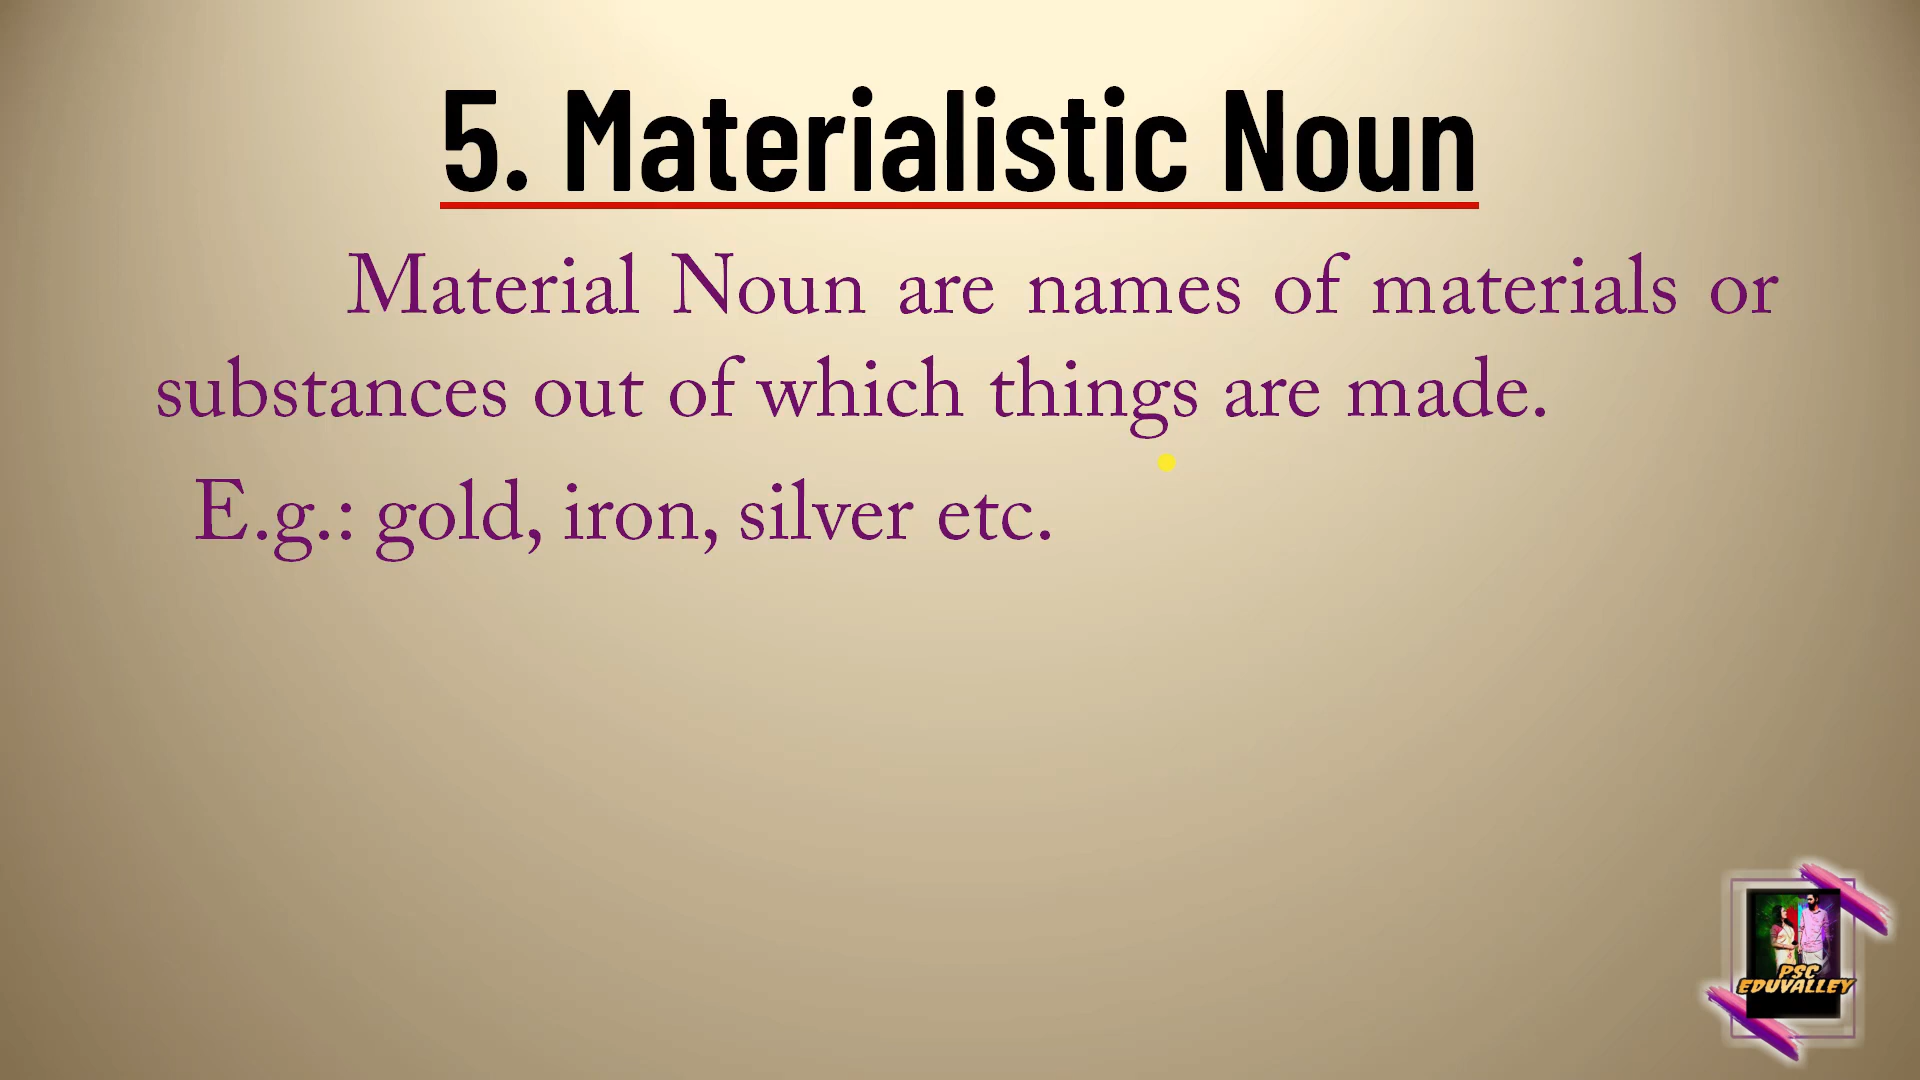 5. Materialistic Noun
Material Noun are names of materials or
substances out of which things are made.
E.g.: gold, iron, silver etc.
PSC
EDUVALLEY